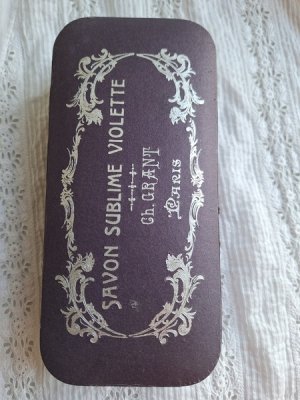 SAVON SUBLIME VIOLETTE
Ch. GRANT
PARIS